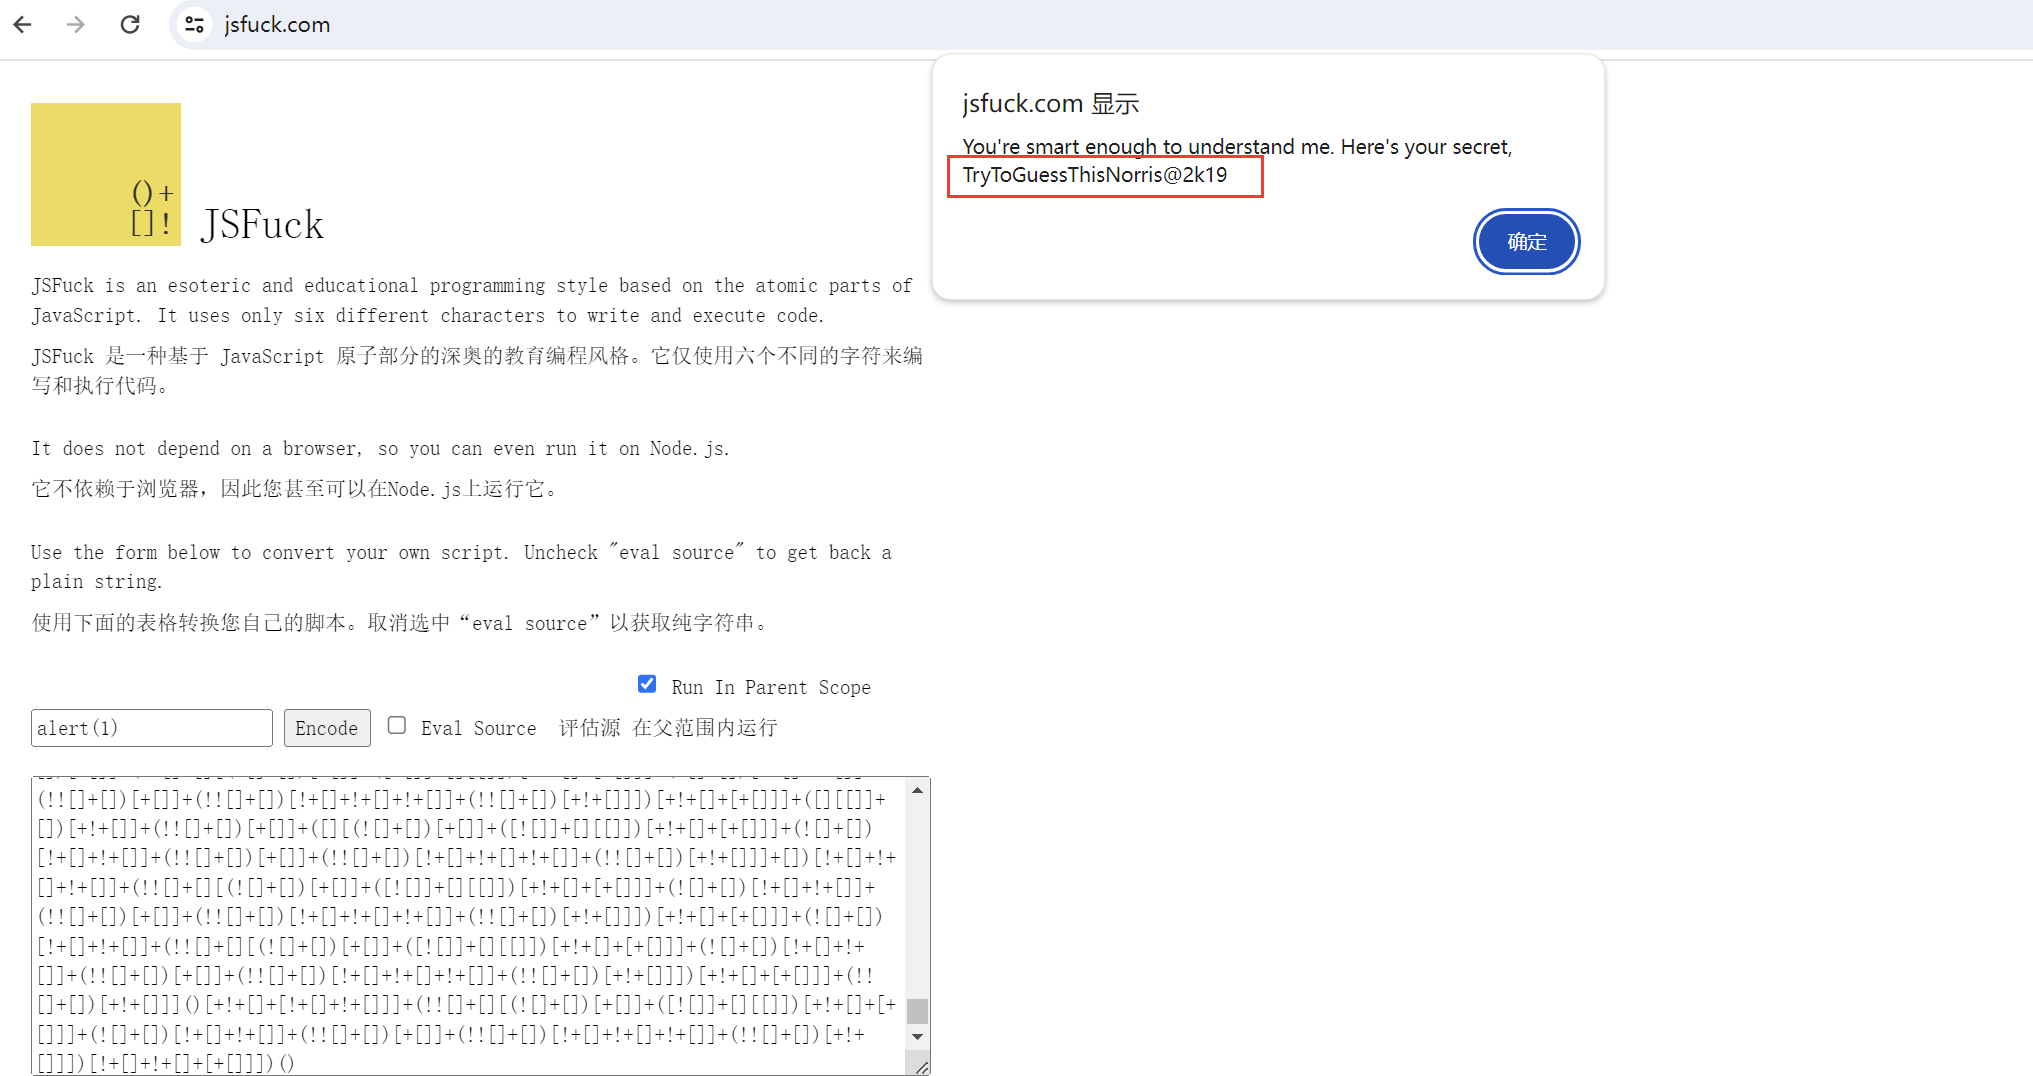 jsfuck.com
jsfuck.com 显示
You're smart enough to understand me. Here's your secret,
TryToGuessThisNorris@2k19
确定
()+
[]!
JSFuck
JSFuck is an esoteric and educational programming style based on the atomic parts of
JavaScript. It uses only six different characters to write and execute code.
JSFuck 是一种基于 JavaScript 原子部分的深奥的教育编程风格。它仅使用六个不同的字符来编
写和执行代码。
It does not depend on a browser, so you can even run it on Node.js.
它不依赖于浏览器，因此您甚至可以在Node.js上运行它。
Use the form below to convert your own script. Uncheck "eval source" to get back a
plain string.
使用下面的表格转换您自己的脚本。取消选中“eval source”以获取纯字符串。
Run In Parent Scope
alert(1)
Encode
Eval Source
评估源 在父范围内运行
(!![]+[])[+[]]+(!![]+[])[!+[]+!+[]+!+[]]+(!![]+[])[+!+[]]])[+!+[]+[+[]]]+([][[]]+
[])[+!+[]]+(!![]+[])[+[]]+([][(![]+[])[+[]]+([![]]+[][[]])[+!+[]+[+[]]]+(![]+[])
[!+[]+!+[]]+(!![]+[])[+[]]+(!![]+[])[!+[]+!+[]+!+[]]+(!![]+[])[+!+[]]]+[])[!+[]+!+
[]+!+[]]+(!![]+[][(![]+[])[+[]]+([![]]+[][[]])[+!+[]+[+[]]]+(![]+[])[!+[]+!+[]]+
(!![]+[])[+[]]+(!![]+[])[!+[]+!+[]+!+[]]+(!![]+[])[+!+[]]])[+!+[]+[+[]]]+(![]+[])
[!+[]+!+[]]+(!![]+[][(![]+[])[+[]]+([![]]+[][[]])[+!+[]+[+[]]]+(![]+[])[!+[]+!+
[]]+(!![]+[])[+[]]+(!![]+[])[!+[]+!+[]+!+[]]+(!![]+[])[+!+[]]])[+!+[]+[+[]]]+(!!
[]+[])[+!+[]]]()[+!+[]+[!+[]+!+[]]]+(!![]+[][(![]+[])[+[]]+([![]]+[][[]])[+!+[]+[+
[]]]+(![]+[])[!+[]+!+[]]+(!![]+[])[+[]]+(!![]+[])[!+[]+!+[]+!+[]]+(!![]+[])[+!+
[]]])[!+[]+!+[]+[+[]]])()